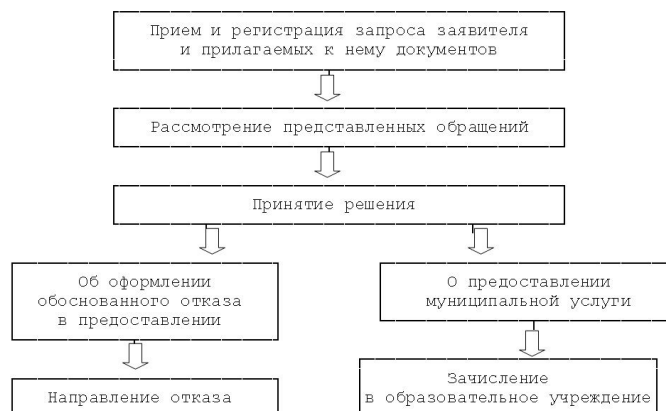 Прием и регистрация запроса заявителя
и прилагаемых к нему документов
Рассмотрение представленных обращений
Принятие решения
Об оформлении
обоснованного отказа
в предоставлении
О предоставлении
муниципальной услуги
Направление отказа
Зачисление
в образовательное учреждение